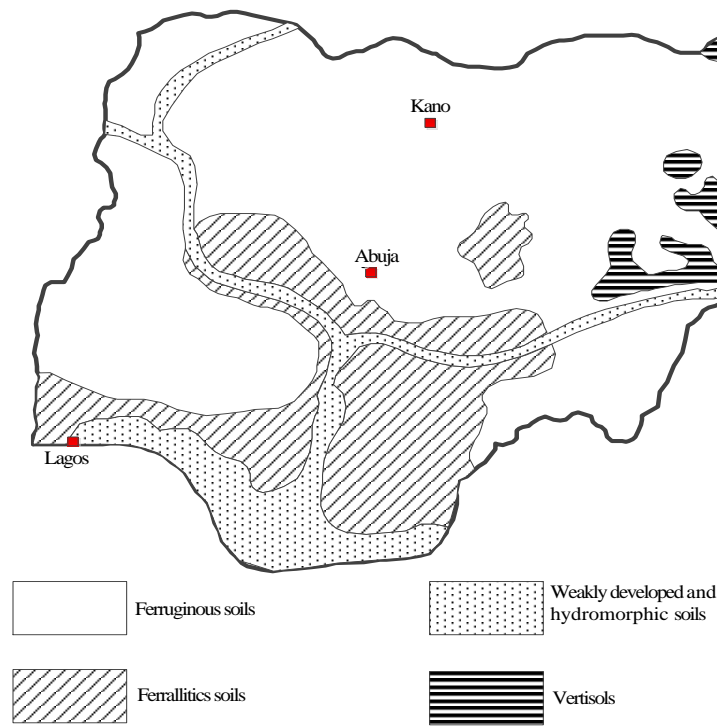 Kano
Abuja
Lagos
Ferruginous soils
Weakly developed and
hydromorphic soils
Ferrallitics soils
Vertisols